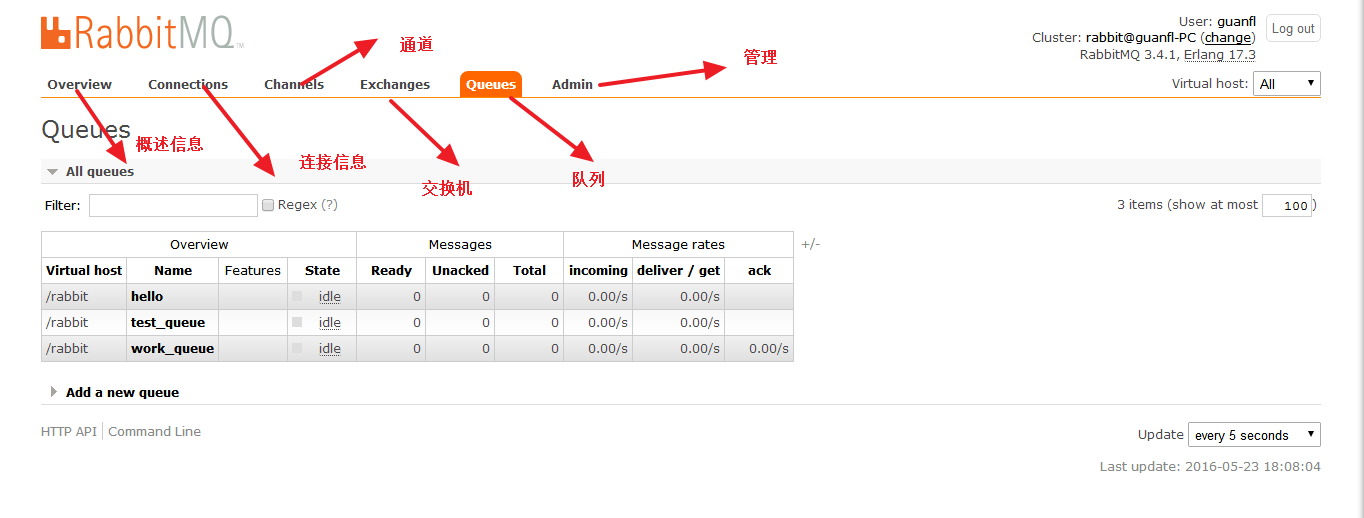 RabbitMQ TM
User: guanfl
Log out
Cluster: rabbit@guanfl-PC (change)
RabbitMQ 3.4.1, Erlang 17.3
通道
管理
Overview Connections Channels Exchanges Queues Admin
Virtual host: All
Queues
概述信息
连接信息
交换机
队列
All queues
Filter: Regex (?)
3 items (show at most 100 )
Overview Messages Message rates +/-
Virtual host Name Features State Ready Unacked Total incoming deliver / get ack
/rabbit hello idle 0 0 0 0.00/s 0.00/s
/rabbit test_queue idle 0 0 0 0.00/s 0.00/s
/rabbit work_queue idle 0 0 0 0.00/s 0.00/s 0.00/s
Add a new queue
HTTP API Command Line
Update every 5 seconds
Last update: 2016-05-23 18:08:04